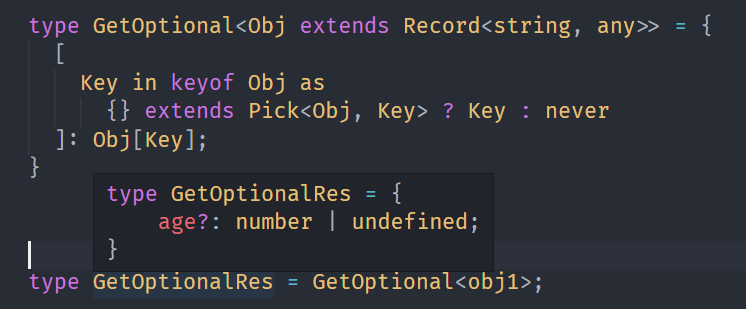 type GetOptional<Obj extends Record<string, any>> = {
  [
    Key in keyof Obj as
      {} extends Pick<Obj, Key> ? Key : never
  ]: Obj[Key];
}
type GetOptionalRes = {
    age?: number | undefined;
}
type GetOptionalRes = GetOptional<obj1>;